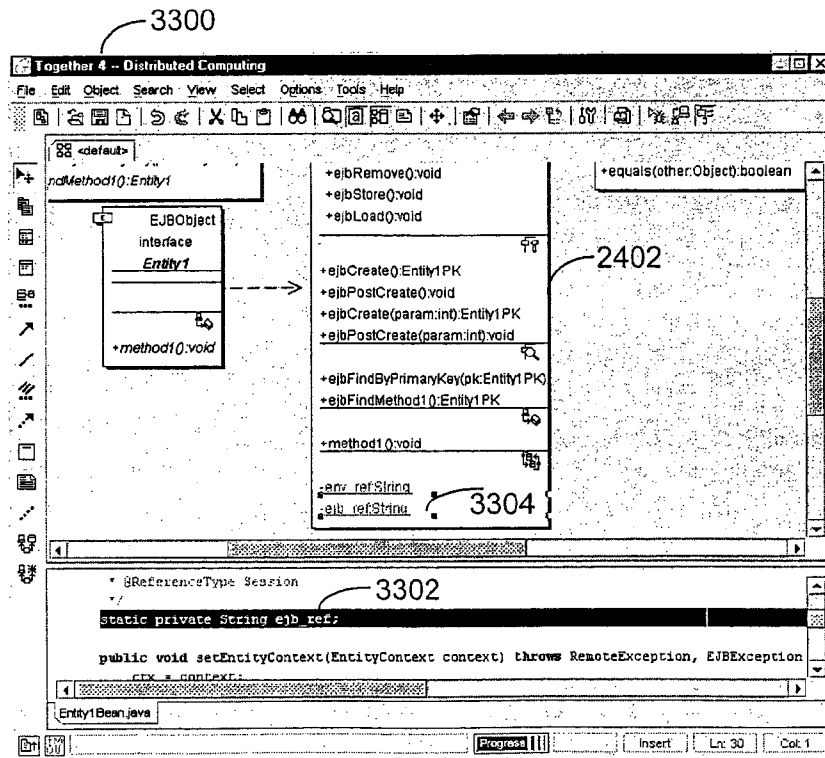 3300
Together 4 -- Distributed Computing
File Edit Object Search View Select Options Tools Help
<default>
ndMethod1():Entity1
+ejbRemove():void
+ejbStore():void
+ejbLoad():void
+equals(other:Object):boolean
EJBObject
interface
Entity1
+method1():void
2402
+ejbCreate():Entity1PK
+ejbPostCreate():void
+ejbCreate(param:int):Entity1PK
+ejbPostCreate(param:int):void
+ejbFindByPrimaryKey(pk:Entity1PK)
+ejbFindMethod1():Entity1PK
+method1():void
-env_ref:String
-ejb_ref:String
3304
* @ReferenceType Session
*/
3302
static private String ejb_ref;
public void setEntityContext(EntityContext context) throws RemoteException, EJBException
ctx = context;
Entity1Bean.java
Progress Insert Ln: 30 Col: 1